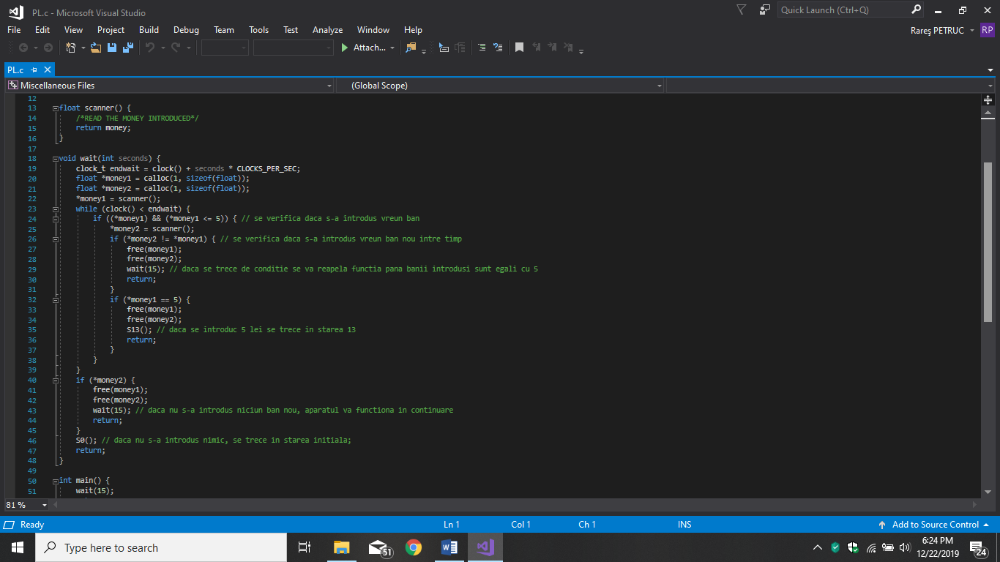 PL.c - Microsoft Visual Studio
Quick Launch (Ctrl+Q)
File Edit View Project Build Debug Team Tools Test Analyze Window Help
Rareş PETRUC RP
Attach...
PL.c
Miscellaneous Files
(Global Scope)
12
13 float scanner() {
14 /*READ THE MONEY INTRODUCED*/
15 return money;
16 }
17
18 void wait(int seconds) {
19 clock_t endwait = clock() + seconds * CLOCKS_PER_SEC;
20 float *money1 = calloc(1, sizeof(float));
21 float *money2 = calloc(1, sizeof(float));
22 *money1 = scanner();
23 while (clock() < endwait) {
24 if ((*money1) && (*money1 <= 5)) { // se verifica daca s-a introdus vreun ban
25 *money2 = scanner();
26 if (*money2 != *money1) { // se verifica daca s-a introdus vreun ban nou intre timp
27 free(money1);
28 free(money2);
29 wait(15); // daca se trece de conditie se va reapela functia pana banii introdusi sunt egali cu 5
30 return;
31 }
32 if (*money1 == 5) {
33 free(money1);
34 free(money2);
35 S13(); // daca se introduc 5 lei se trece in starea 13
36 return;
37 }
38 }
39 }
40 if (*money2) {
41 free(money1);
42 free(money2);
43 wait(15); // daca nu s-a introdus niciun ban nou, aparatul va functiona in continuare
44 return;
45 }
46 S0(); // daca nu s-a introdus nimic, se trece in starea initiala;
47 return;
48 }
49
50 int main() {
51 wait(15);
81 %
Ready
Ln 1 Col 1 Ch 1 INS
Add to Source Control
Type here to search
51
W
6:24 PM
12/22/2019
24